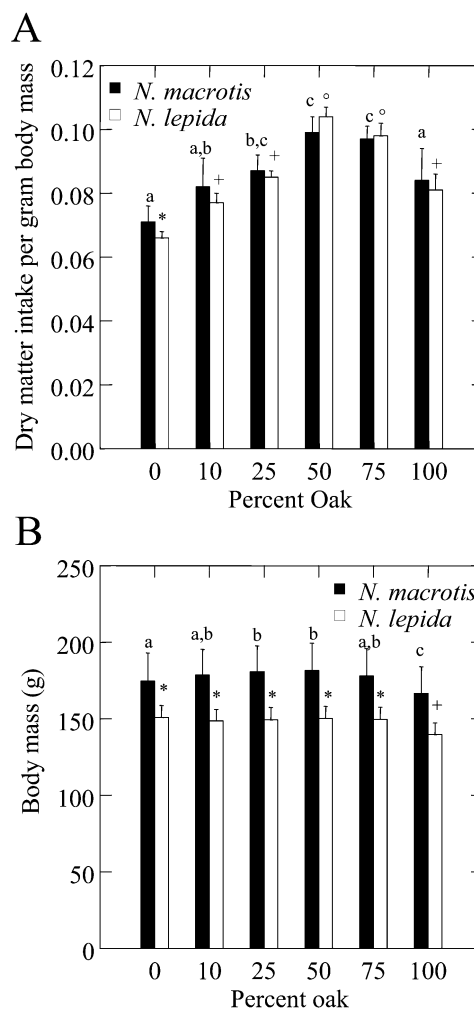 A
0.12
N. macrotis
N. lepida
c °
c °
0.10
a,b
b,c
a
+
+
+
0.08
a
*
0.06
0.04
0.02
0.00
Dry matter intake per gram body mass
0 10 25 50 75 100
Percent Oak
B
250
N. macrotis
N. lepida
200
a a,b b b a,b c
* * * * * +
150
100
50
0
Body mass (g)
0 10 25 50 75 100
Percent oak